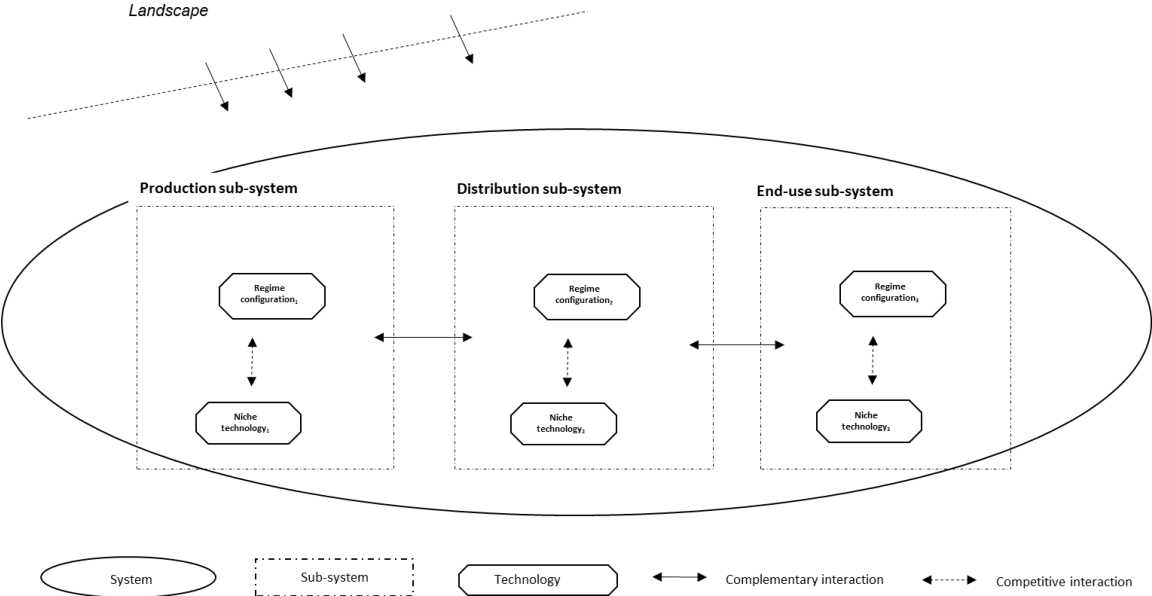 Landscape
Production sub-system
Distribution sub-system
End-use sub-system
Regime
configuration₁
Regime
configuration₂
Regime
configuration₃
Niche
technology₁
Niche
technology₂
Niche
technology₃
System
Sub-system
Technology
Complementary interaction
Competitive interaction